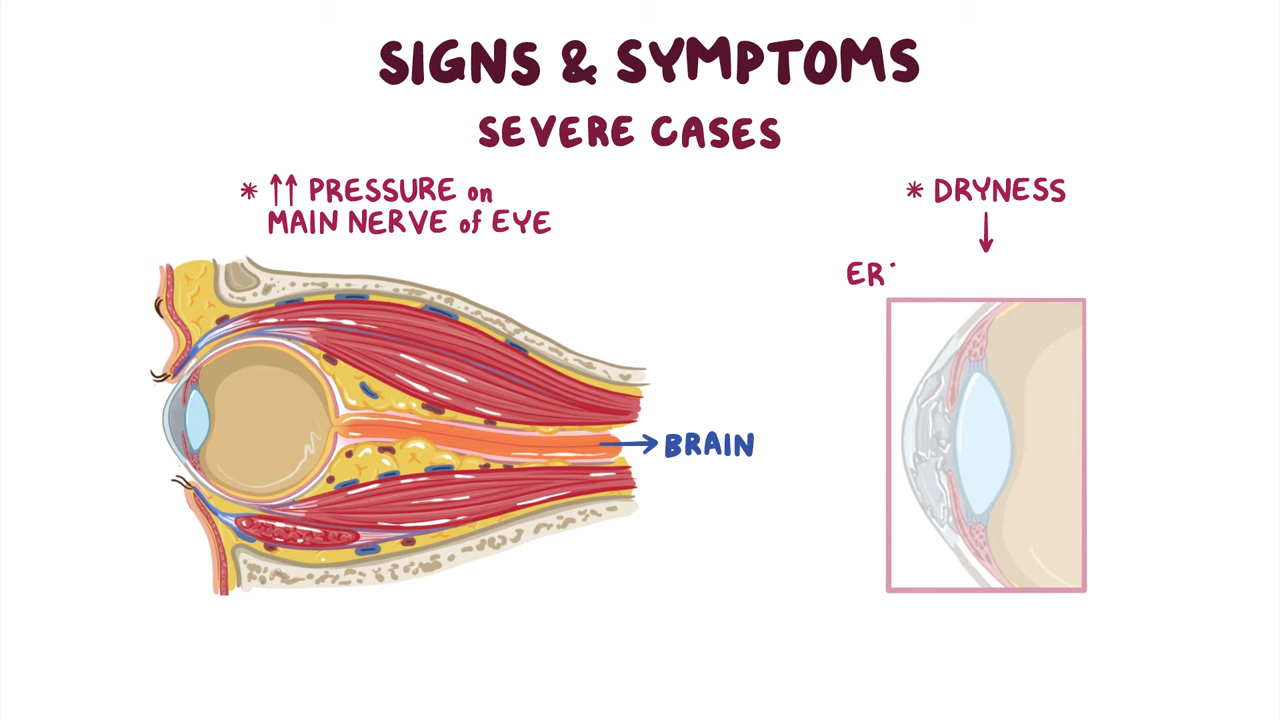 SIGNS & SYMPTOMS
SEVERE CASES
* ↑↑ PRESSURE on
MAIN NERVE of EYE
* DRYNESS
ER
BRAIN